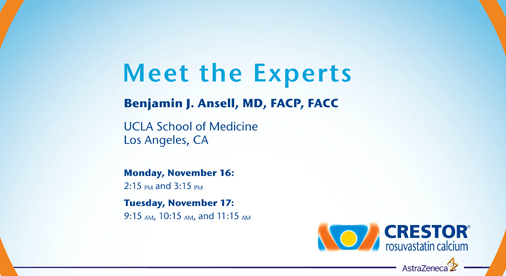 Meet the Experts
Benjamin J. Ansell, MD, FACP, FACC
UCLA School of Medicine
Los Angeles, CA
Monday, November 16:
2:15 PM and 3:15 PM
Tuesday, November 17:
9:15 AM, 10:15 AM, and 11:15 AM
CRESTOR®
rosuvastatin calcium
AstraZeneca